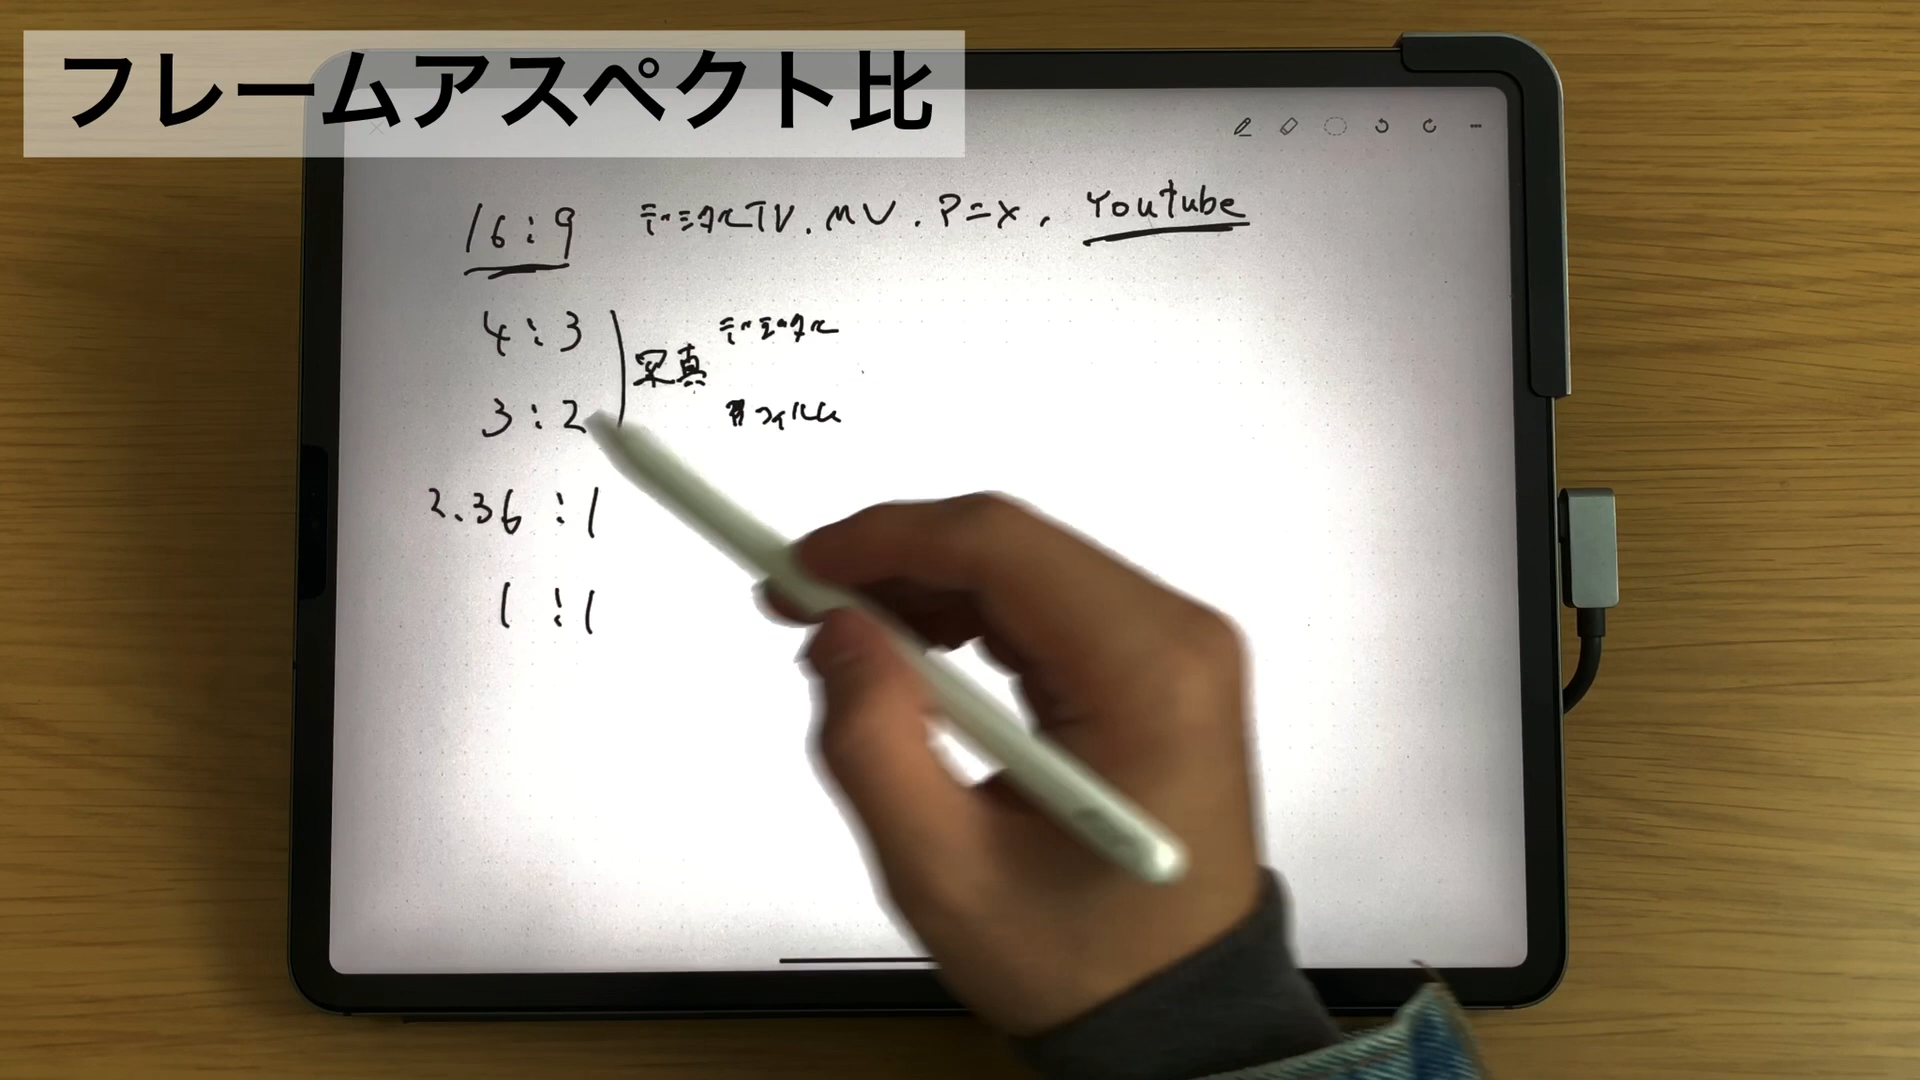 フレームアスペクト比
16:9 デジタルTV. MV. アニメ, Youtube
4:3 デジタル
写真
3:2 フィルム
2.36:1
1:1